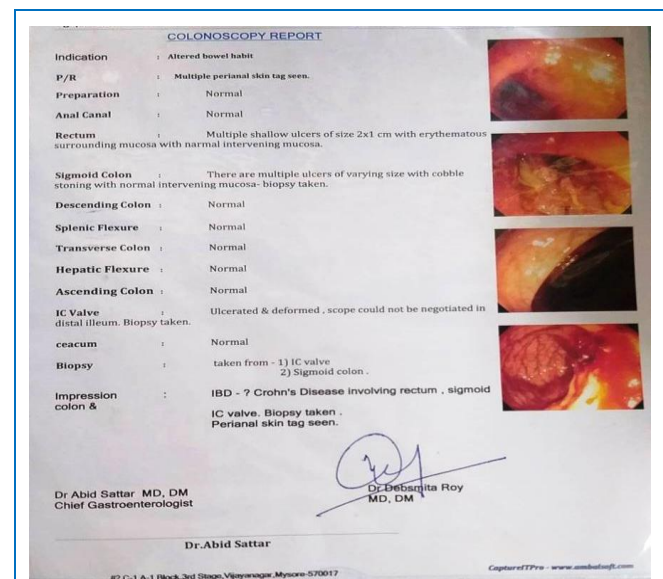 COLONOSCOPY REPORT
Indication : Altered bowel habit
P/R : Multiple perianal skin tag seen.
Preparation : Normal
Anal Canal : Normal
Rectum : Multiple shallow ulcers of size 2x1 cm with erythematous
surrounding mucosa with narmal intervening mucosa.
Sigmoid Colon : There are multiple ulcers of varying size with cobble
stoning with normal intervening mucosa- biopsy taken.
Descending Colon : Normal
Splenic Flexure : Normal
Transverse Colon : Normal
Hepatic Flexure : Normal
Ascending Colon : Normal
IC Valve : Ulcerated & deformed , scope could not be negotiated in
distal illeum. Biopsy taken.
ceacum : Normal
Biopsy : taken from - 1) IC valve
2) Sigmoid colon .
Impression : IBD - ? Crohn's Disease involving rectum , sigmoid
colon &
IC valve. Biopsy taken .
Perianal skin tag seen.
Dr Abid Sattar MD, DM
Chief Gastroenterologist
Dr Debsmita Roy
MD, DM
Dr.Abid Sattar
#2 C-1 A-1 Block 3rd Stage,Vijayanagar,Mysore-570017
CaptureITPro - www.ambalsoft.com